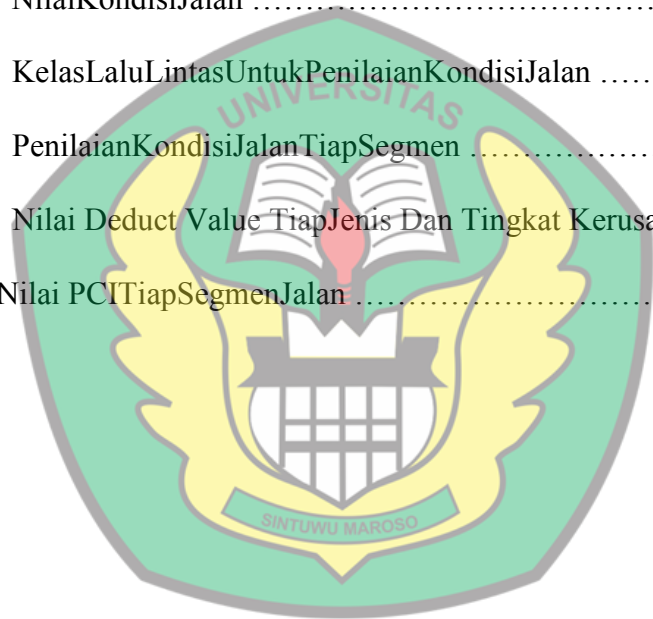 NilaiKondisiJalan ……………………………………
KelasLaluLintasUntukPenilaianKondisiJalan ……
UNIVERSITAS
PenilaianKondisiJalanTiapSegmen ………………
Nilai Deduct Value TiapJenis Dan Tingkat Kerusa
Nilai PCITiapSegmenJalan ……………………………
SINTUWU MAROSO